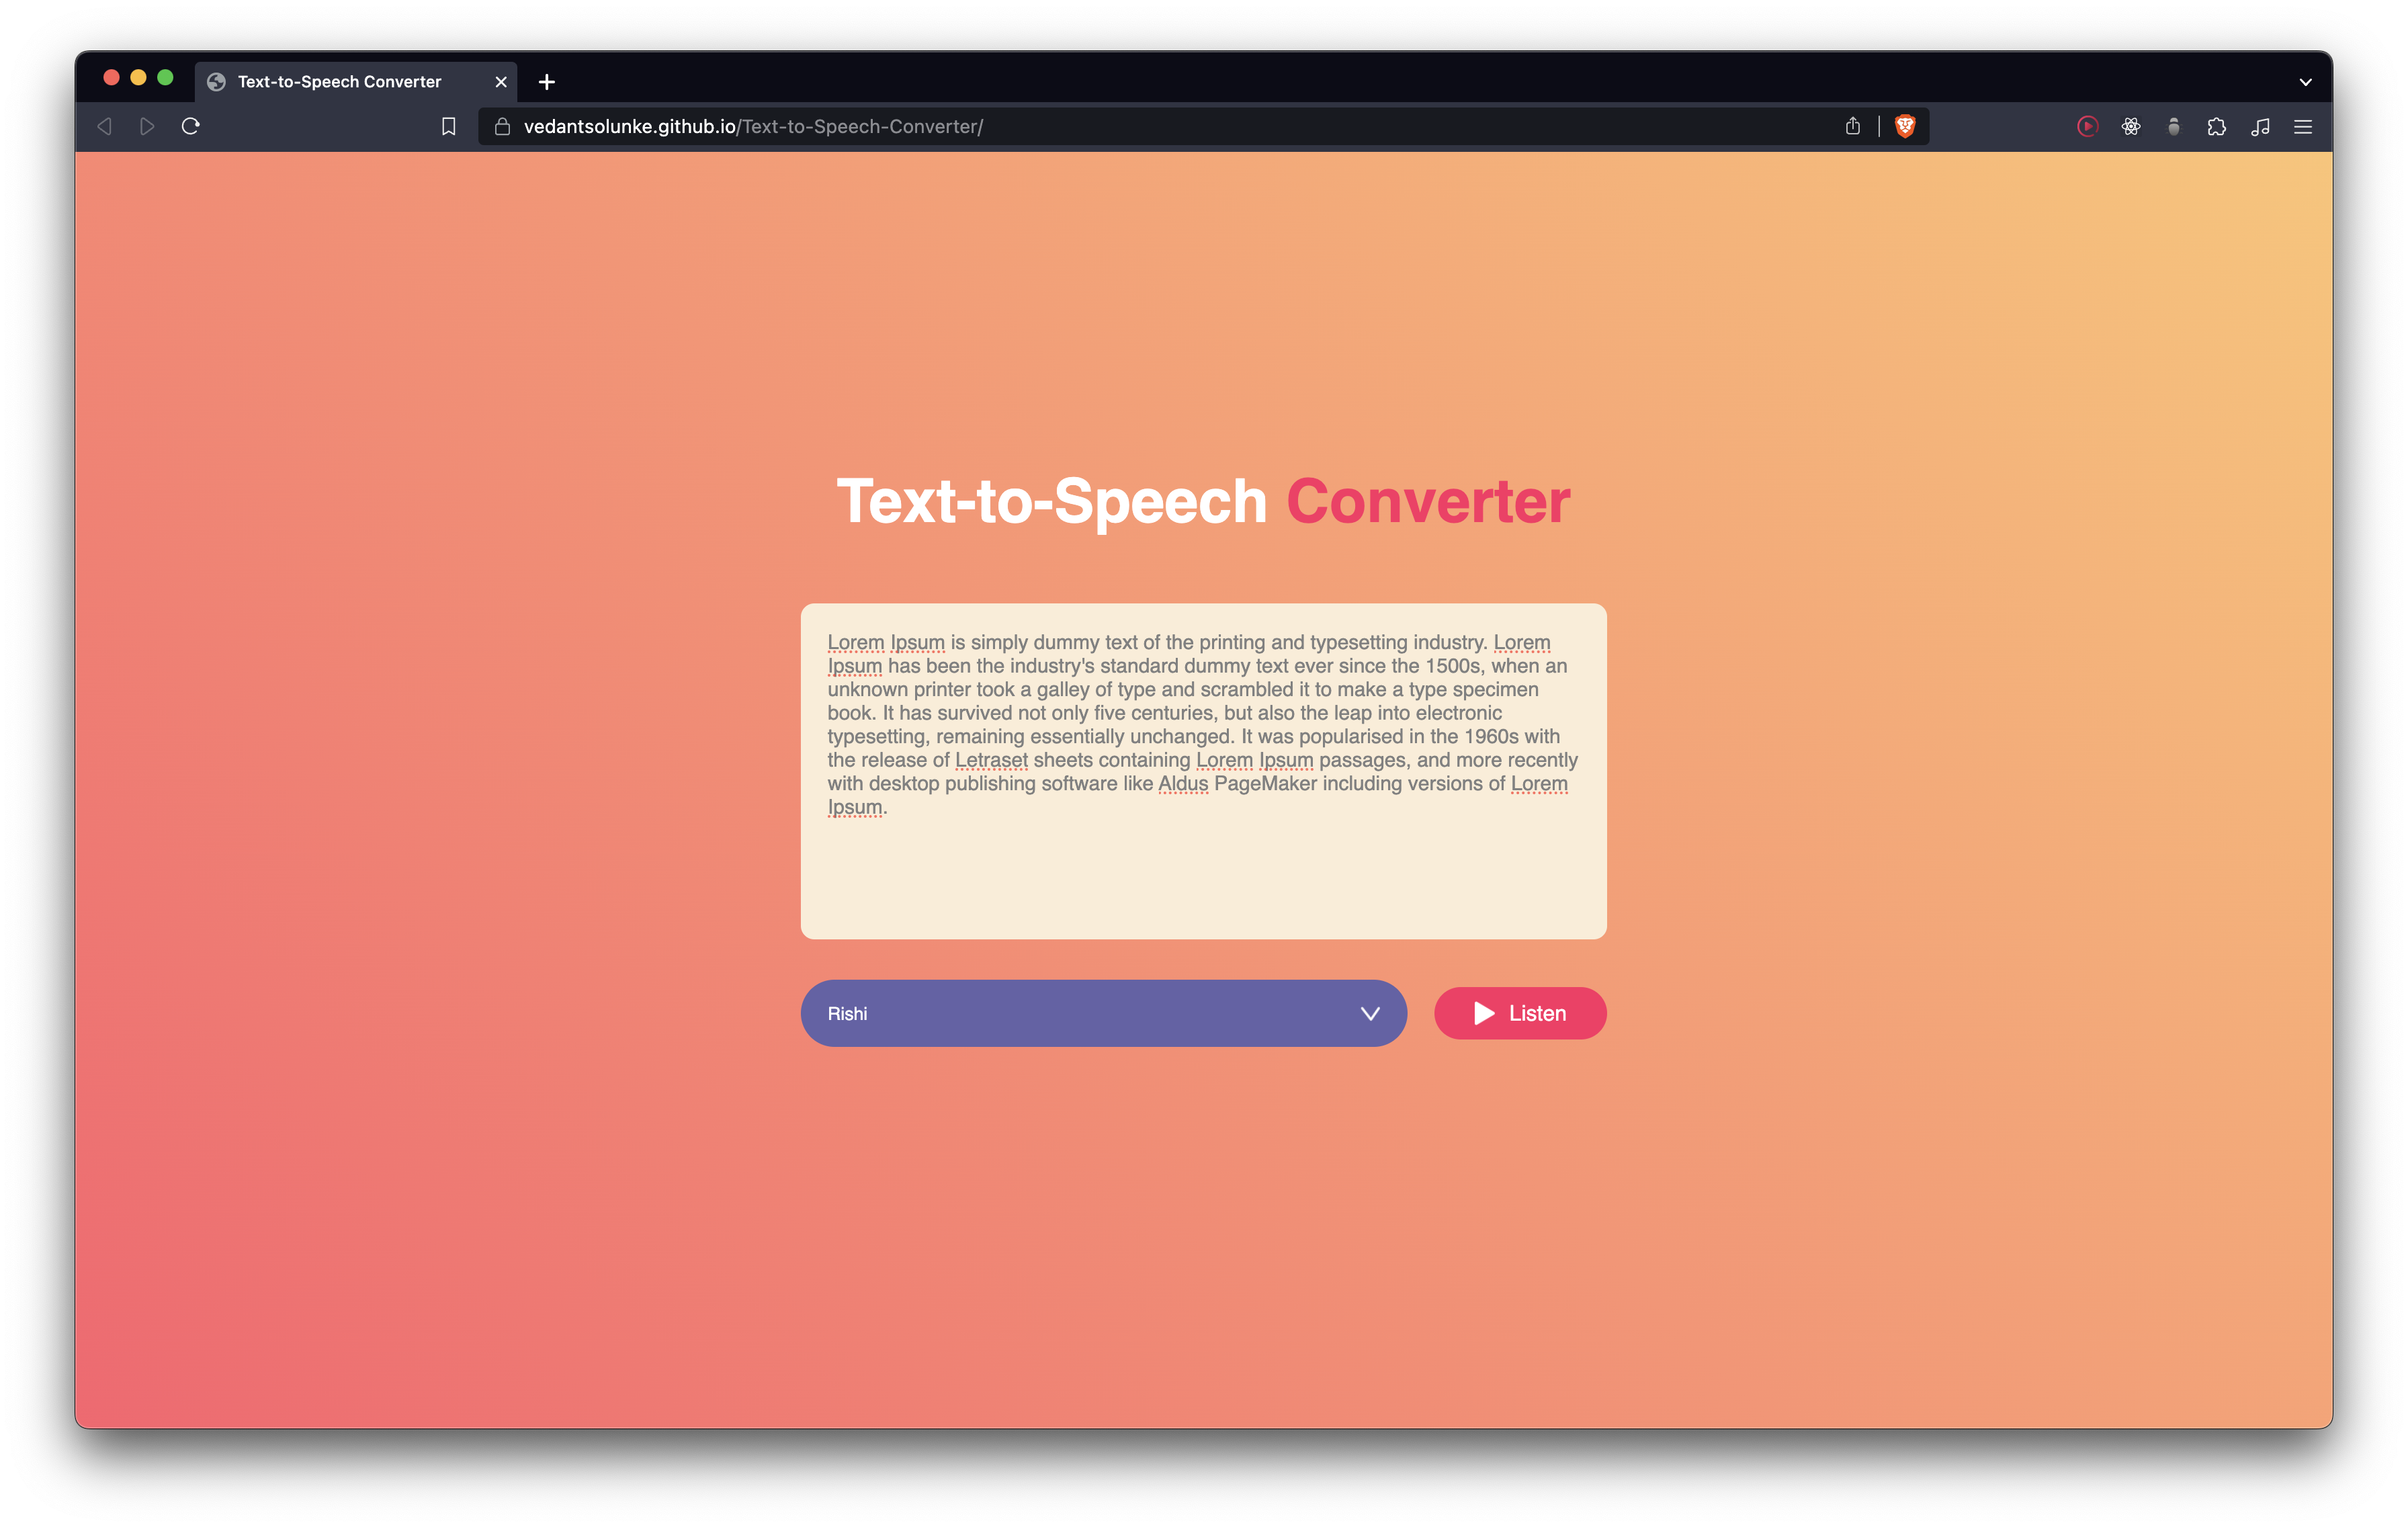 Text-to-Speech Converter
vedantsolunke.github.io/Text-to-Speech-Converter/
Text-to-Speech Converter
Lorem Ipsum is simply dummy text of the printing and typesetting industry. Lorem
Ipsum has been the industry's standard dummy text ever since the 1500s, when an
unknown printer took a galley of type and scrambled it to make a type specimen
book. It has survived not only five centuries, but also the leap into electronic
typesetting, remaining essentially unchanged. It was popularised in the 1960s with
the release of Letraset sheets containing Lorem Ipsum passages, and more recently
with desktop publishing software like Aldus PageMaker including versions of Lorem
Ipsum.
Rishi
Listen